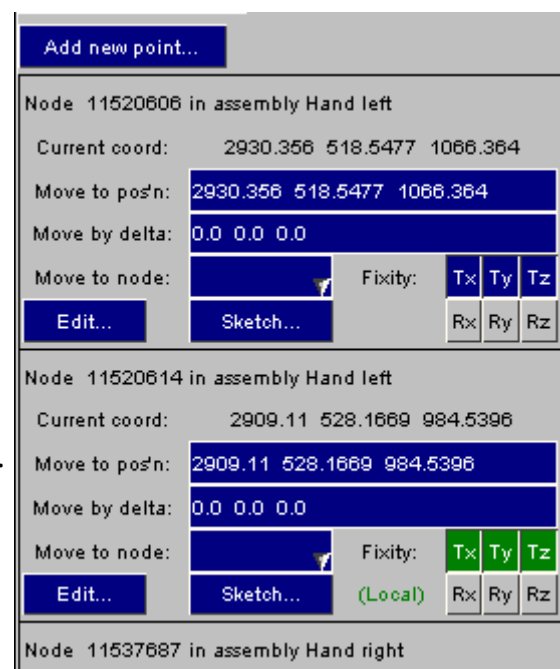 Add new point...
Node 11520606 in assembly Hand left
Current coord: 2930.356 518.5477 1066.364
Move to pos'n: 2930.356 518.5477 1066.364
Move by delta: 0.0 0.0 0.0
Move to node: Fixity: Tx Ty Tz
Edit... Sketch... Rx Ry Rz
Node 11520614 in assembly Hand left
Current coord: 2909.11 528.1669 984.5396
Move to pos'n: 2909.11 528.1669 984.5396
Move by delta: 0.0 0.0 0.0
Move to node: Fixity: Tx Ty Tz
Edit... Sketch... (Local) Rx Ry Rz
Node 11537687 in assembly Hand right